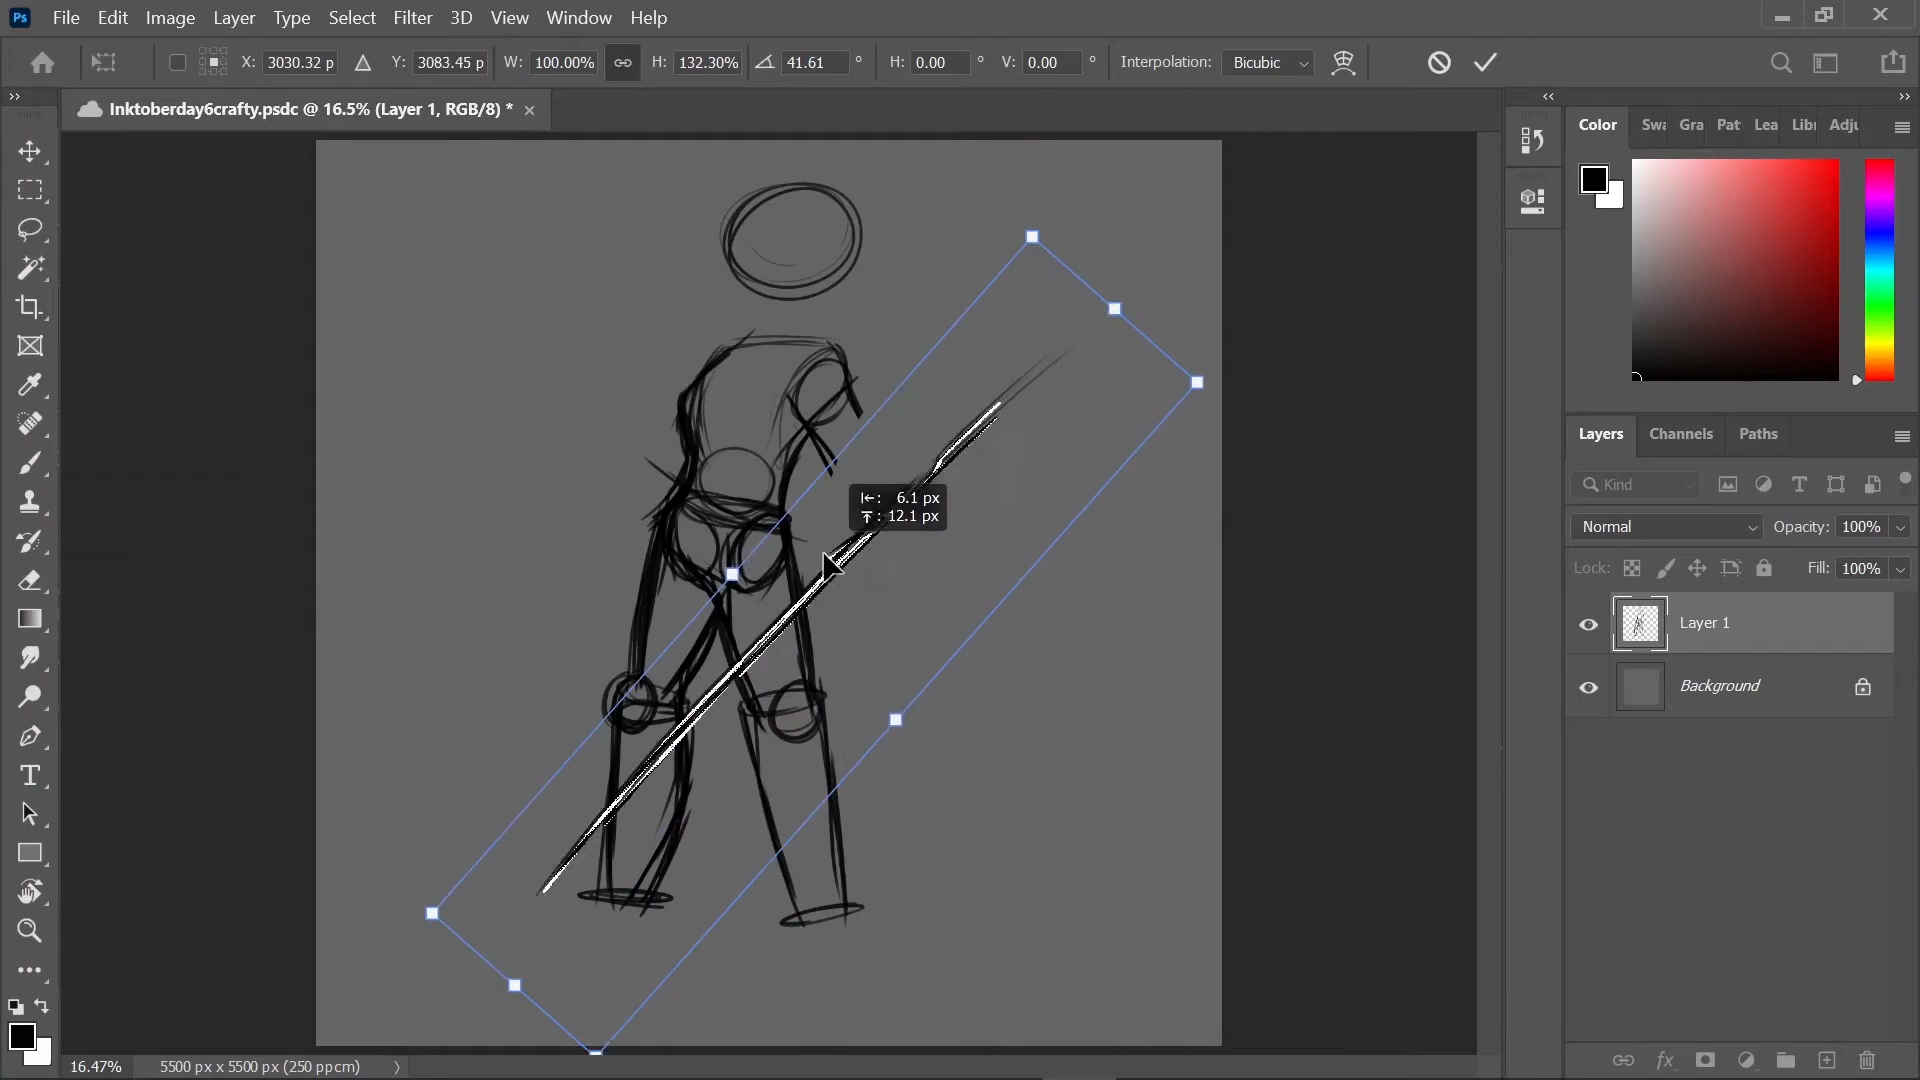 Ps File Edit Image Layer Type Select Filter 3D View Window Help
X: 3030.32 p Y: 3083.45 p W: 100.00% H: 132.30% 41.61 ° H: 0.00 ° V: 0.00 ° Interpolation: Bicubic
Inktoberday6crafty.psdc @ 16.5% (Layer 1, RGB/8) *
Color Swa Gra Pat Lea Libi Adju
Layers Channels Paths
Kind
: 6.1 px
: 12.1 px
Normal Opacity: 100%
Lock: Fill: 100%
Layer 1
Background
fx
16.47% 5500 px x 5500 px (250 ppcm)